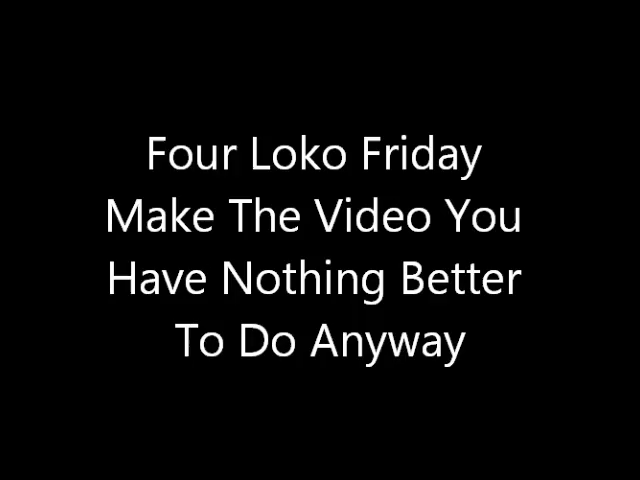 Four Loko Friday
Make The Video You
Have Nothing Better
To Do Anyway